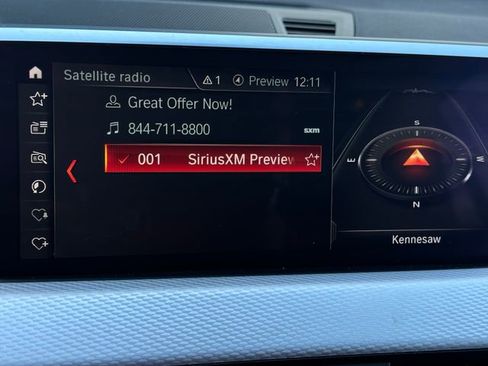 Satellite radio 1 Preview 12:11
Great Offer Now!
844-711-8800 sxm
001 SiriusXM Preview
S
E W
N
Kennesaw